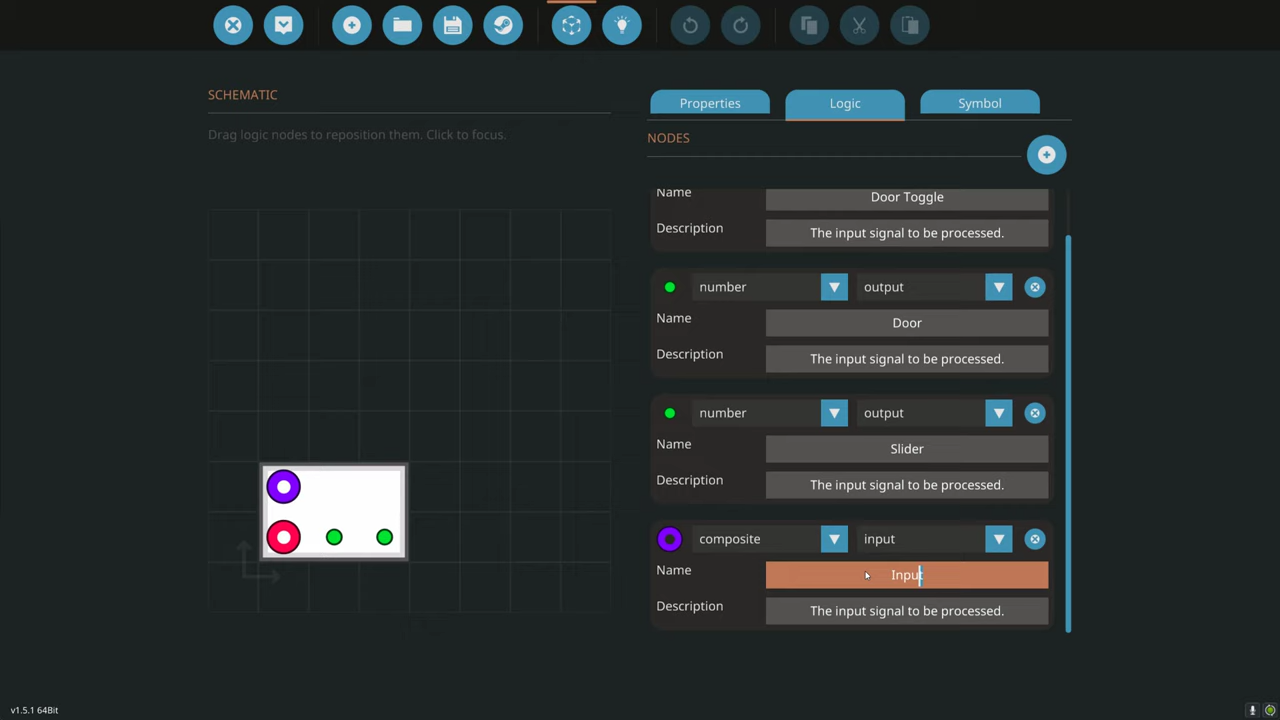 SCHEMATIC
Drag logic nodes to reposition them. Click to focus.
Properties
Logic
Symbol
NODES
Name
Door Toggle
Description
The input signal to be processed.
number
output
Name
Door
Description
The input signal to be processed.
number
output
Name
Slider
Description
The input signal to be processed.
composite
input
Name
Input
Description
The input signal to be processed.
v1.5.1 64Bit